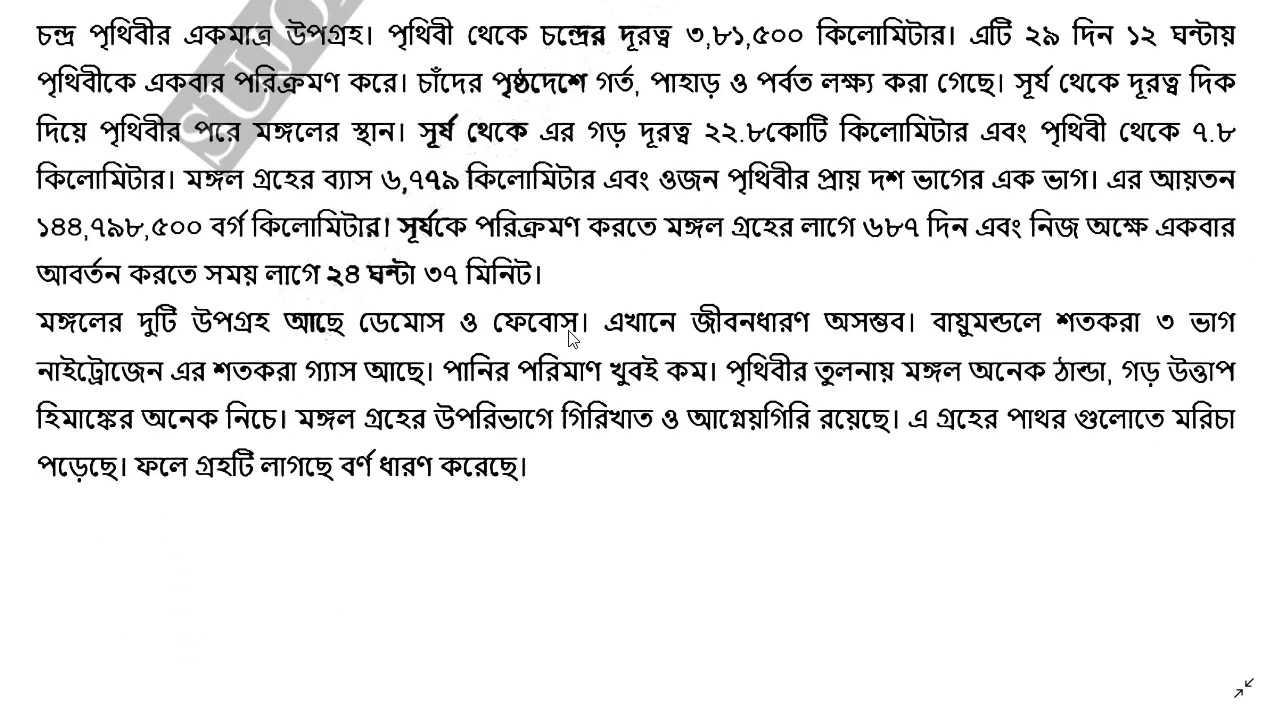 চন্দ্র পৃথিবীর একমাত্র উপগ্রহ। পৃথিবী থেকে চন্দ্রের দূরত্ব ৩,৮১,৫০০ কিলোমিটার। এটি ২৯ দিন ১২ ঘন্টায়
পৃথিবীকে একবার পরিক্রমণ করে। চাঁদের পৃষ্ঠদেশে গর্ত, পাহাড় ও পর্বত লক্ষ্য করা গেছে। সূর্য থেকে দূরত্ব দিক
দিয়ে পৃথিবীর পরে মঙ্গলের স্থান। সূর্য থেকে এর গড় দূরত্ব ২২.৮কোটি কিলোমিটার এবং পৃথিবী থেকে ৭.৮
কিলোমিটার। মঙ্গল গ্রহের ব্যাস ৬,৭৭৯ কিলোমিটার এবং ওজন পৃথিবীর প্রায় দশ ভাগের এক ভাগ। এর আয়তন
১৪৪,৭৯৮,৫০০ বর্গ কিলোমিটার। সূর্যকে পরিক্রমণ করতে মঙ্গল গ্রহের লাগে ৬৮৭ দিন এবং নিজ অক্ষে একবার
আবর্তন করতে সময় লাগে ২৪ ঘন্টা ৩৭ মিনিট।
মঙ্গলের দুটি উপগ্রহ আছে ডেমোস ও ফেবোস। এখানে জীবনধারণ অসম্ভব। বায়ুমন্ডলে শতকরা ৩ ভাগ
নাইট্রোজেন এর শতকরা গ্যাস আছে। পানির পরিমাণ খুবই কম। পৃথিবীর তুলনায় মঙ্গল অনেক ঠান্ডা, গড় উত্তাপ
হিমাঙ্কের অনেক নিচে। মঙ্গল গ্রহের উপরিভাগে গিরিখাত ও আগ্নেয়গিরি রয়েছে। এ গ্রহের পাথর গুলোতে মরিচা
পড়েছে। ফলে গ্রহটি লাগছে বর্ণ ধারণ করেছে।